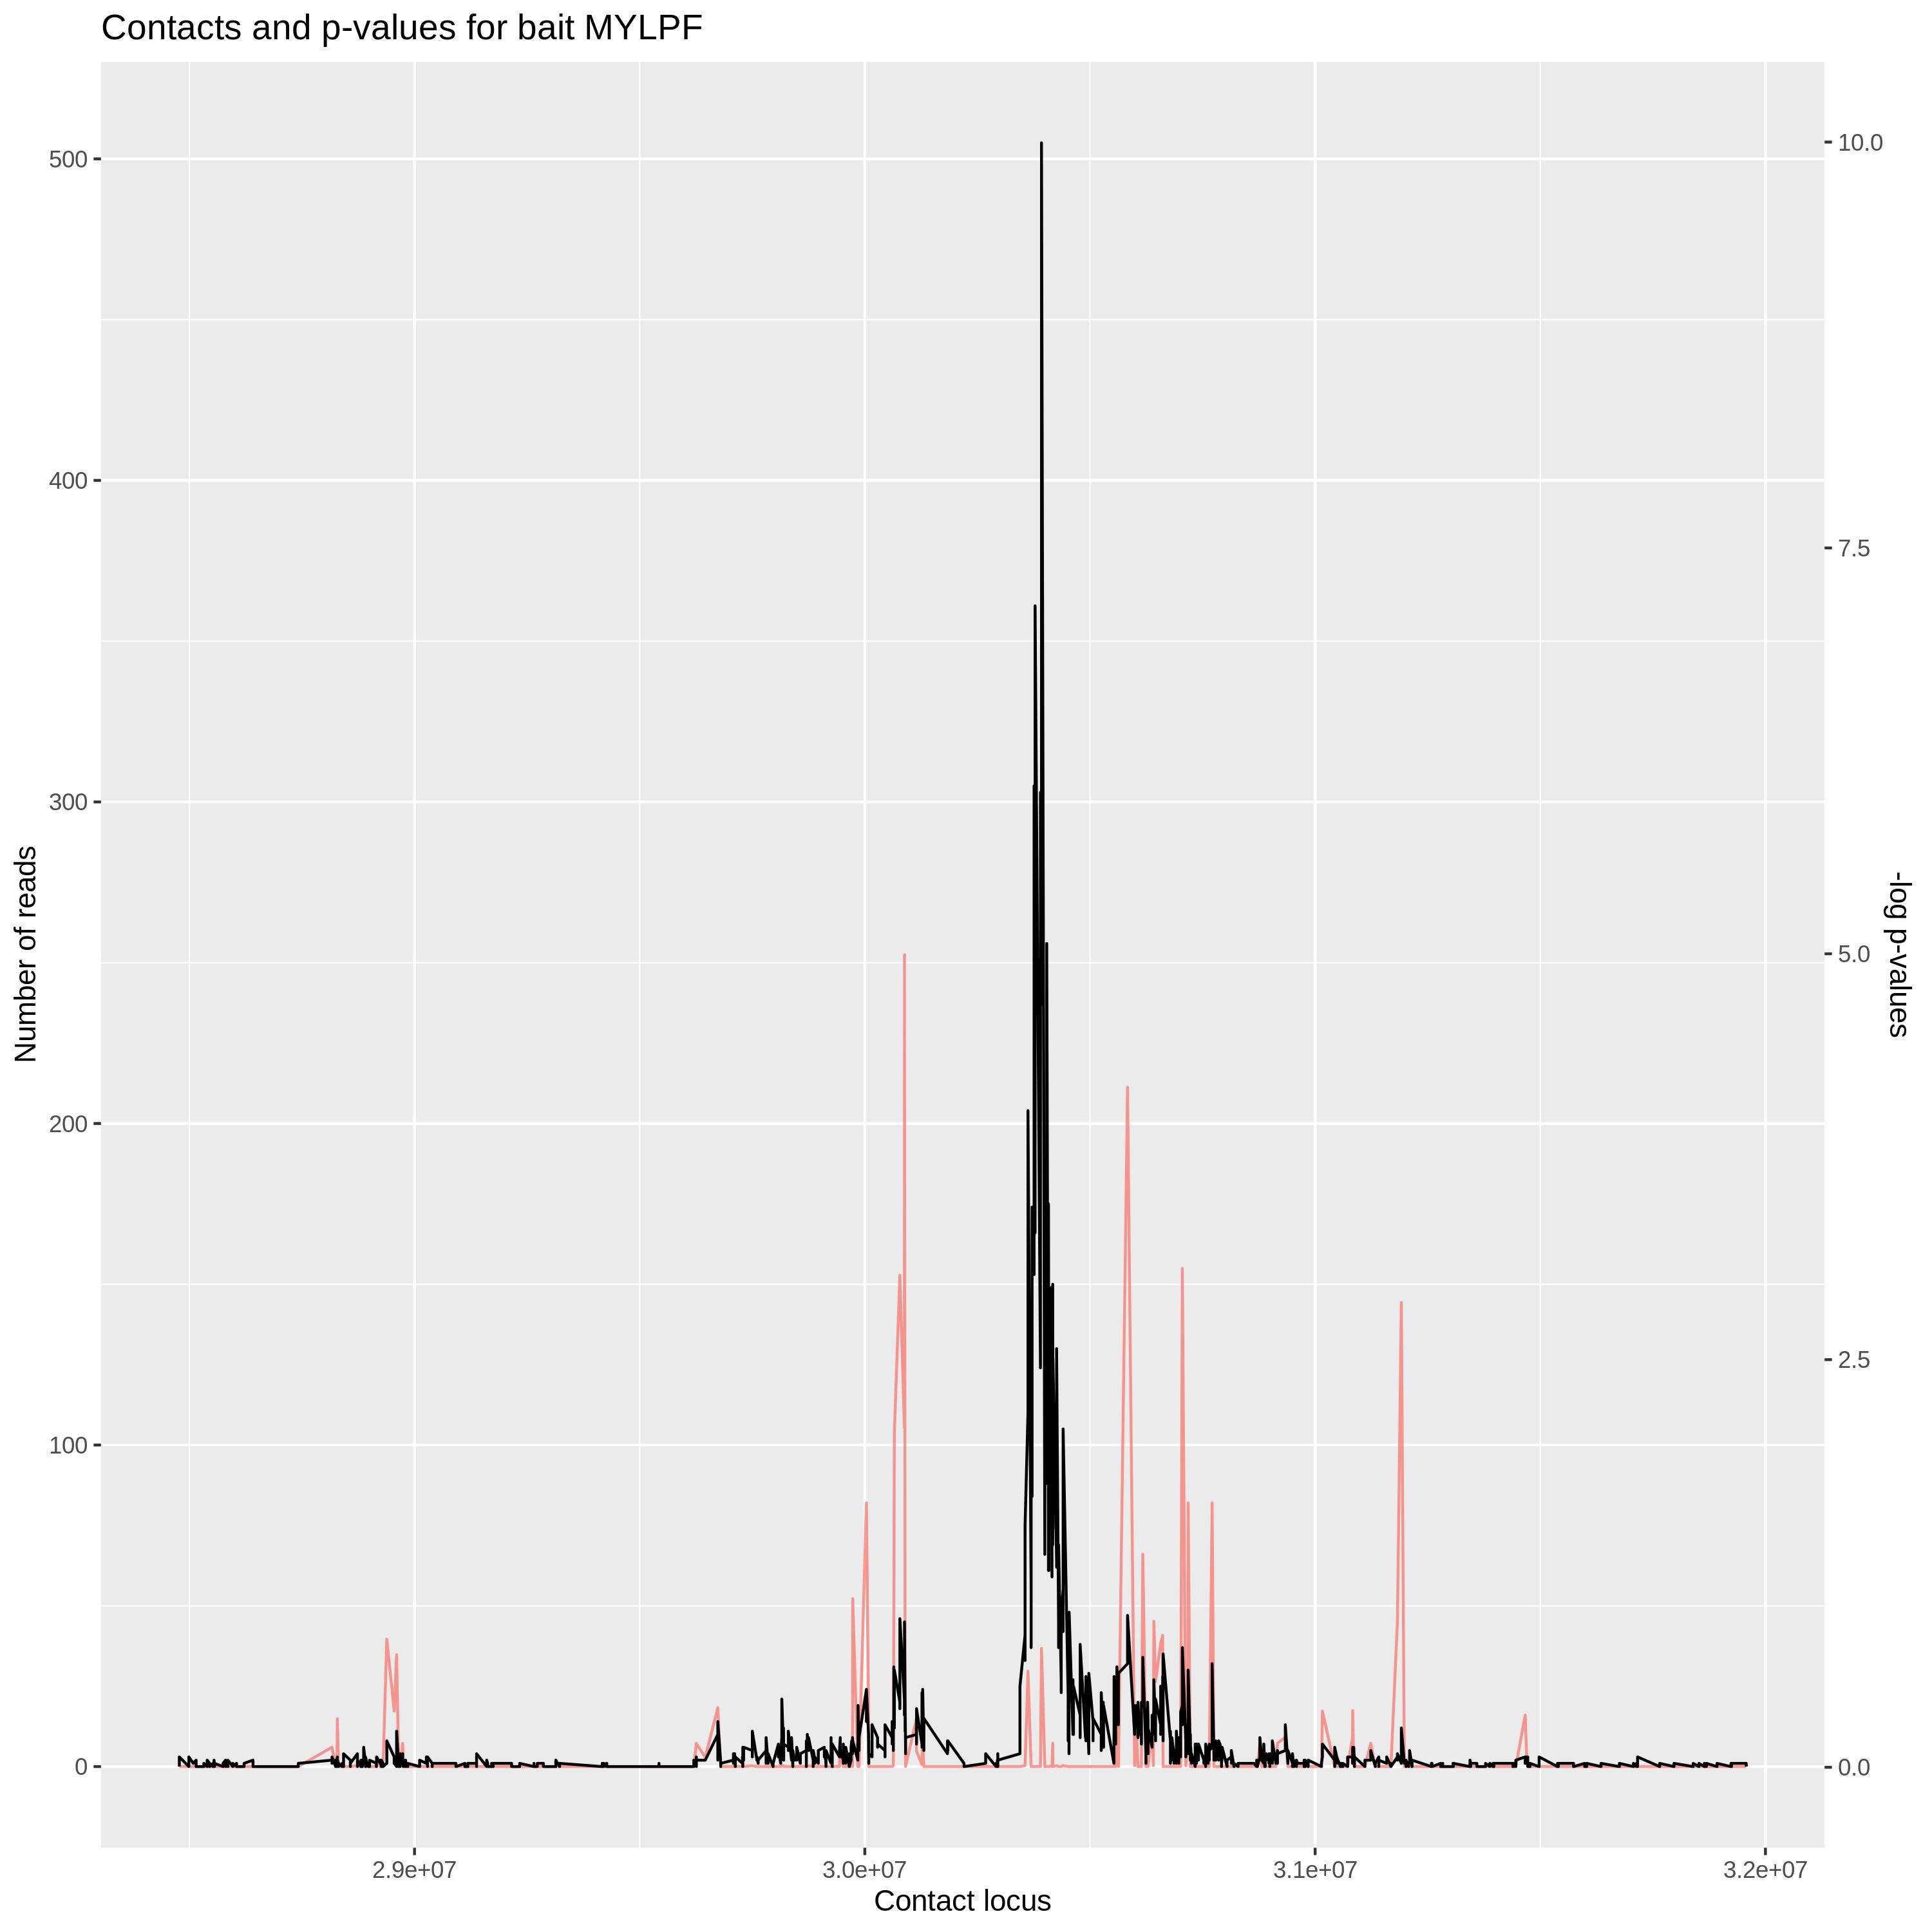 Contacts and p-values for bait MYLPF
500
400
300
200
100
0
Number of reads
10.0
7.5
5.0
2.5
0.0
-log p-values
2.9e+07
3.0e+07
3.1e+07
3.2e+07
Contact locus